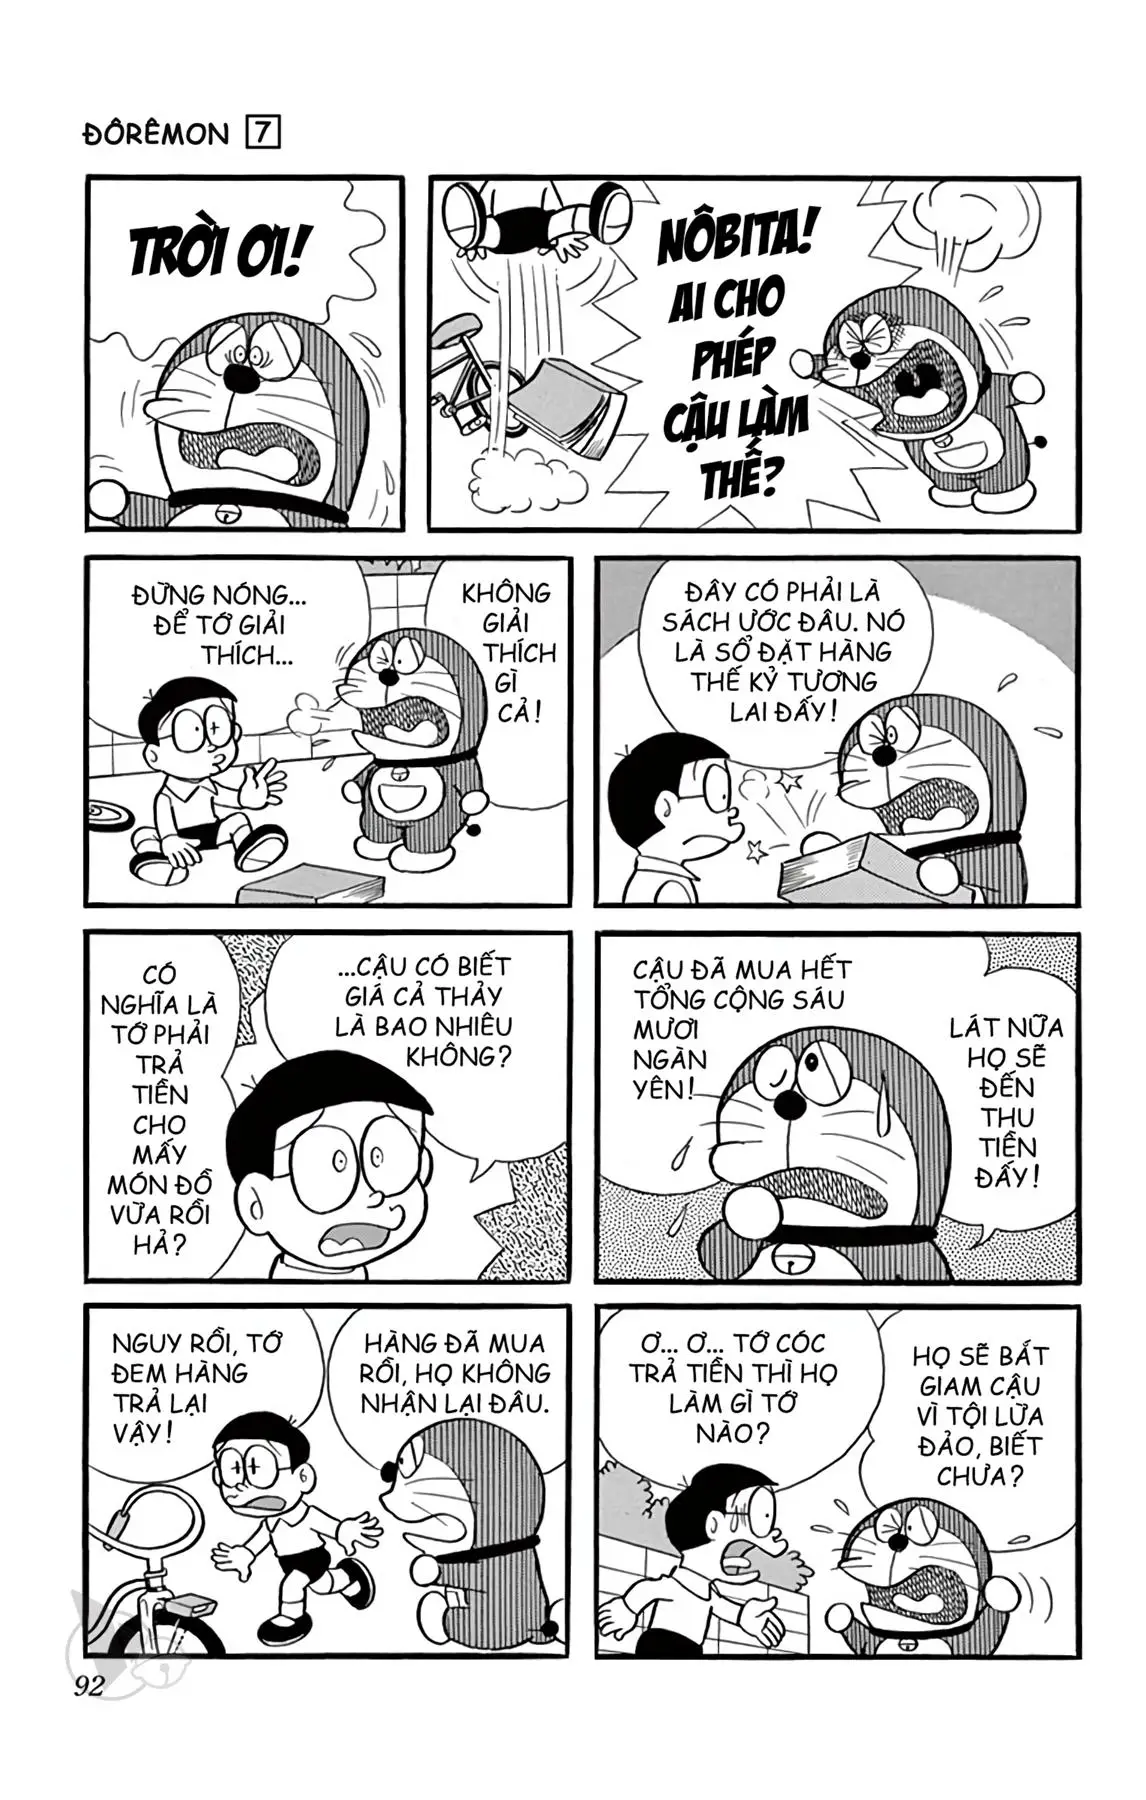 ĐÔRÊMON 7
TRỜI ƠI!
NÔBITA!
AI CHO
PHÉP
CẬU LÀM
THẾ?
ĐỪNG NÓNG...
ĐỂ TỚ GIẢI
THÍCH...
KHÔNG
GIẢI
THÍCH
GÌ
CẢ!
ĐÂY CÓ PHẢI LÀ
SÁCH ƯỚC ĐÂU. NÓ
LÀ SỔ ĐẶT HÀNG
THẾ KỶ TƯƠNG
LAI ĐẤY!
CÓ
NGHĨA LÀ
TỚ PHẢI
TRẢ
TIỀN
CHO
MẤY
MÓN ĐỒ
VỪA RỒI
HẢ?
...CẬU CÓ BIẾT
GIÁ CẢ THẢY
LÀ BAO NHIÊU
KHÔNG?
CẬU ĐÃ MUA HẾT
TỔNG CỘNG SÁU
MƯƠI
NGÀN
YÊN!
LÁT NỮA
HỌ SẼ
ĐẾN
THU
TIỀN
ĐẤY!
NGUY RỒI, TỚ
ĐEM HÀNG
TRẢ LẠI
VẬY!
HÀNG ĐÃ MUA
RỒI, HỌ KHÔNG
NHẬN LẠI ĐÂU.
Ơ... Ơ... TỚ CÓC
TRẢ TIỀN THÌ HỌ
LÀM GÌ TỚ
NÀO?
HỌ SẼ BẮT
GIAM CẬU
VÌ TỘI LỪA
ĐẢO, BIẾT
CHƯA?
92